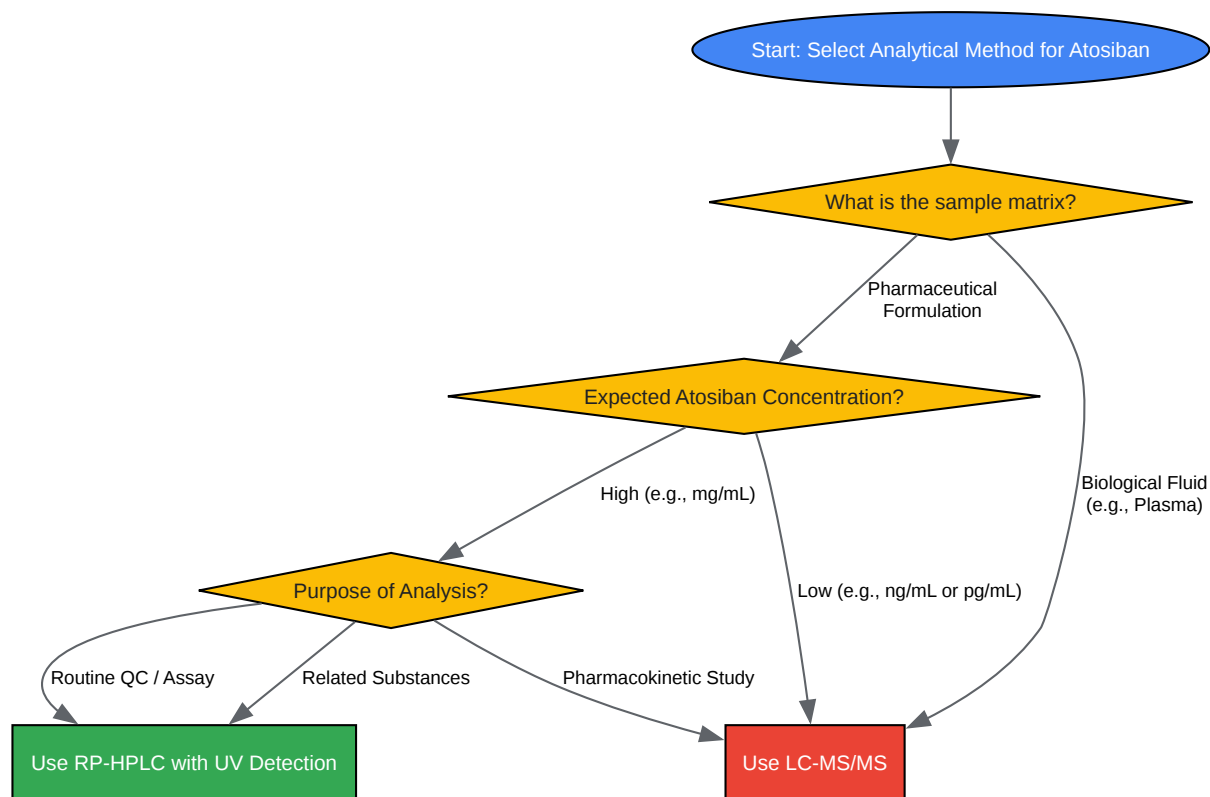 Start: Select Analytical Method for Atosiban
What is the sample matrix?
Pharmaceutical
Formulation
Expected Atosiban Concentration?
Biological Fluid
(e.g., Plasma)
High (e.g., mg/mL)
Purpose of Analysis?
Low (e.g., ng/mL or pg/mL)
Routine QC / Assay
Related Substances
Pharmacokinetic Study
Use RP-HPLC with UV Detection
Use LC-MS/MS